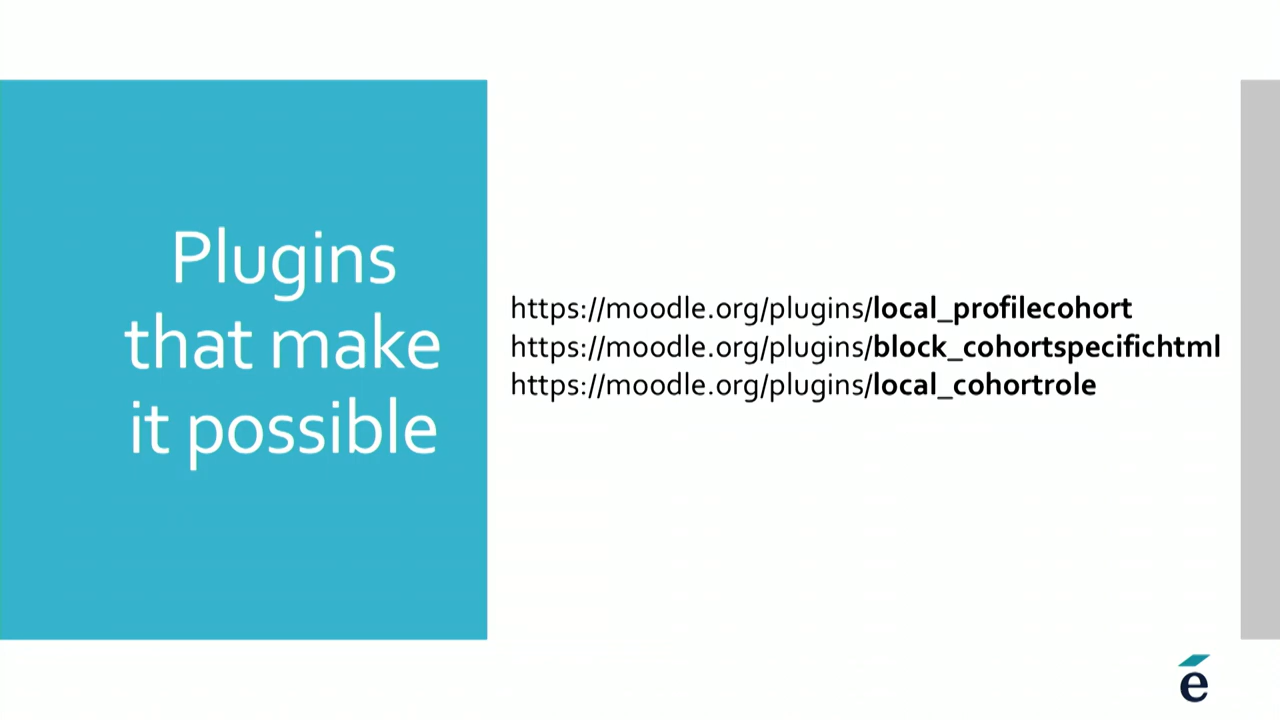 Plugins
that make
it possible
https://moodle.org/plugins/local_profilecohort
https://moodle.org/plugins/block_cohortspecifichtml
https://moodle.org/plugins/local_cohortrole
é